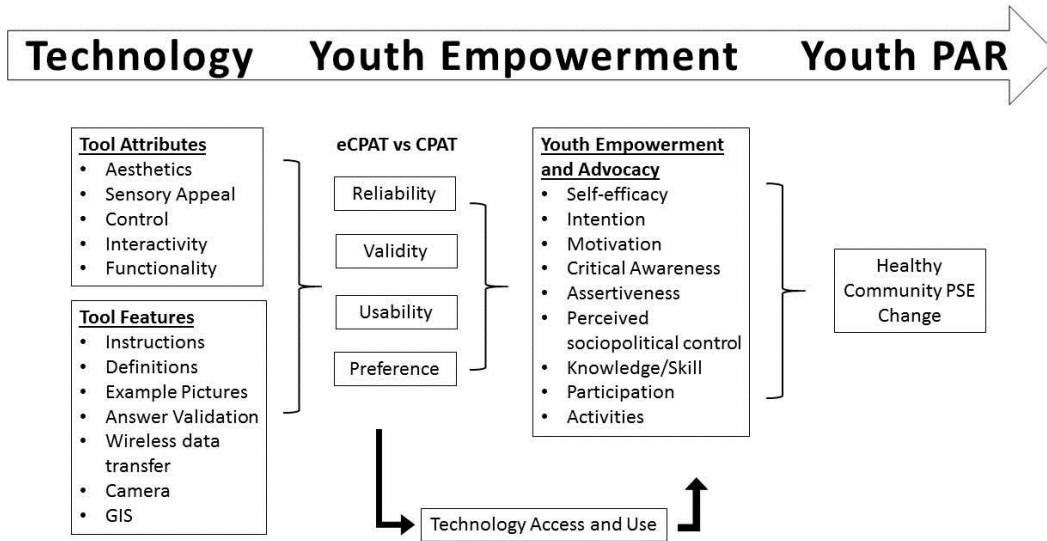 Technology Youth Empowerment Youth PAR
Tool Attributes
• Aesthetics
• Sensory Appeal
• Control
• Interactivity
• Functionality
Tool Features
• Instructions
• Definitions
• Example Pictures
• Answer Validation
• Wireless data
transfer
• Camera
• GIS
eCPAT vs CPAT
Reliability
Validity
Usability
Preference
Youth Empowerment
and Advocacy
• Self-efficacy
• Intention
• Motivation
• Critical Awareness
• Assertiveness
• Perceived
sociopolitical control
• Knowledge/Skill
• Participation
• Activities
Healthy
Community PSE
Change
Technology Access and Use